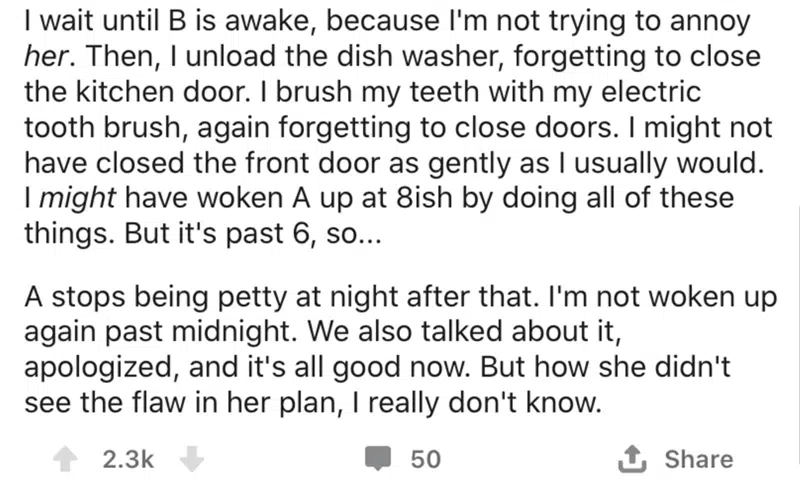 I wait until B is awake, because I'm not trying to annoy
her. Then, I unload the dish washer, forgetting to close
the kitchen door. I brush my teeth with my electric
tooth brush, again forgetting to close doors. I might not
have closed the front door as gently as I usually would.
I might have woken A up at 8ish by doing all of these
things. But it's past 6, so...
A stops being petty at night after that. I'm not woken up
again past midnight. We also talked about it,
apologized, and it's all good now. But how she didn't
see the flaw in her plan, I really don't know.
2.3k 50 Share